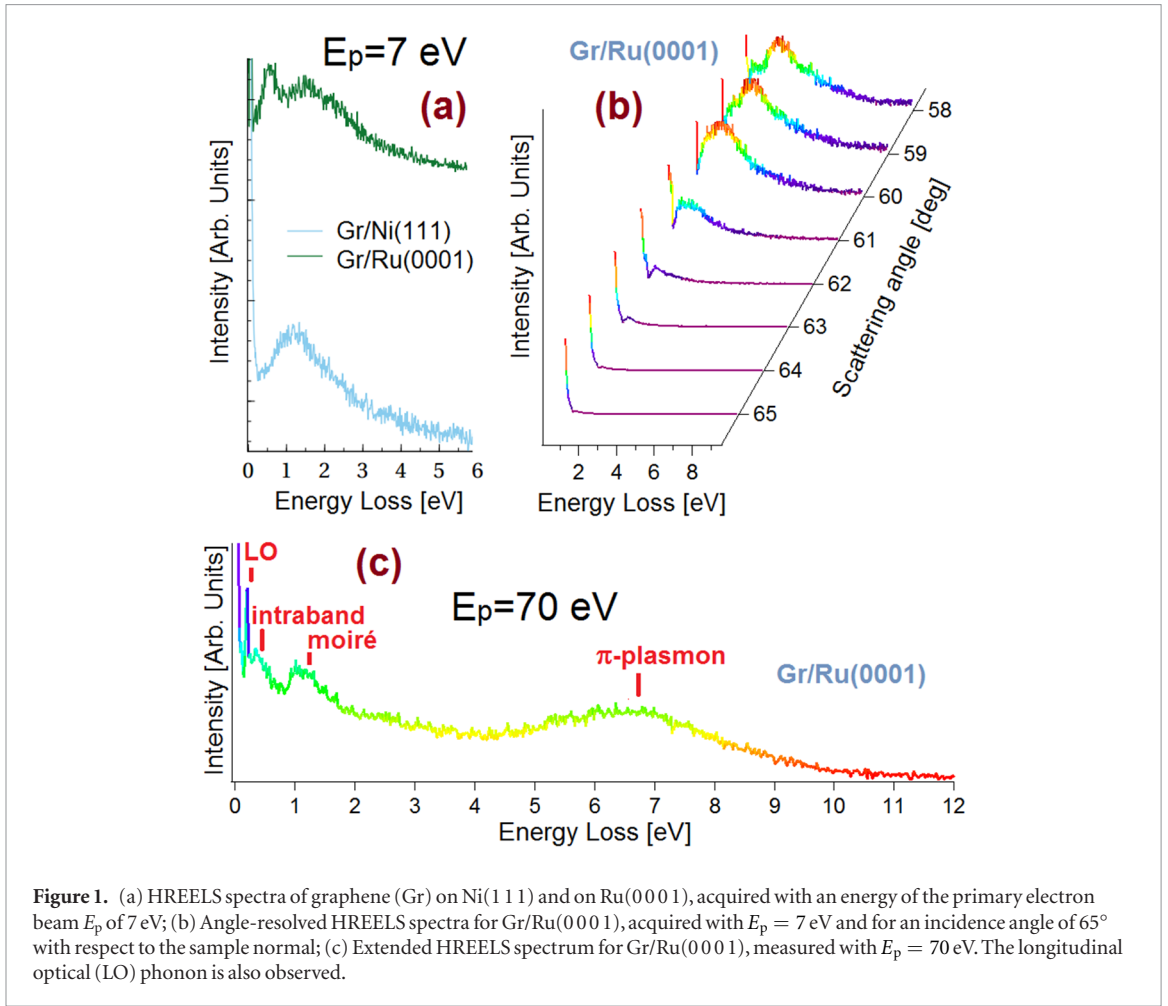 Ep=7 eV
(a)
Intensity [Arb. Units]
Gr/Ni(111)
Gr/Ru(0001)
0 1 2 3 4 5 6
Energy Loss [eV]
Gr/Ru(0001)
(b)
Intensity [Arb. Units]
58
59
60
61
62
63
64
65
Scattering angle [deg]
2 4 6 8
Energy Loss [eV]
(c)
Ep=70 eV
Gr/Ru(0001)
LO
intraband
moiré
π-plasmon
Intensity [Arb. Units]
0 1 2 3 4 5 6 7 8 9 10 11 12
Energy Loss [eV]
Figure 1. (a) HREELS spectra of graphene (Gr) on Ni(1 1 1) and on Ru(0 0 0 1), acquired with an energy of the primary electron
beam Ep of 7 eV; (b) Angle-resolved HREELS spectra for Gr/Ru(0 0 0 1), acquired with Ep = 7 eV and for an incidence angle of 65°
with respect to the sample normal; (c) Extended HREELS spectrum for Gr/Ru(0 0 0 1), measured with Ep = 70 eV. The longitudinal
optical (LO) phonon is also observed.